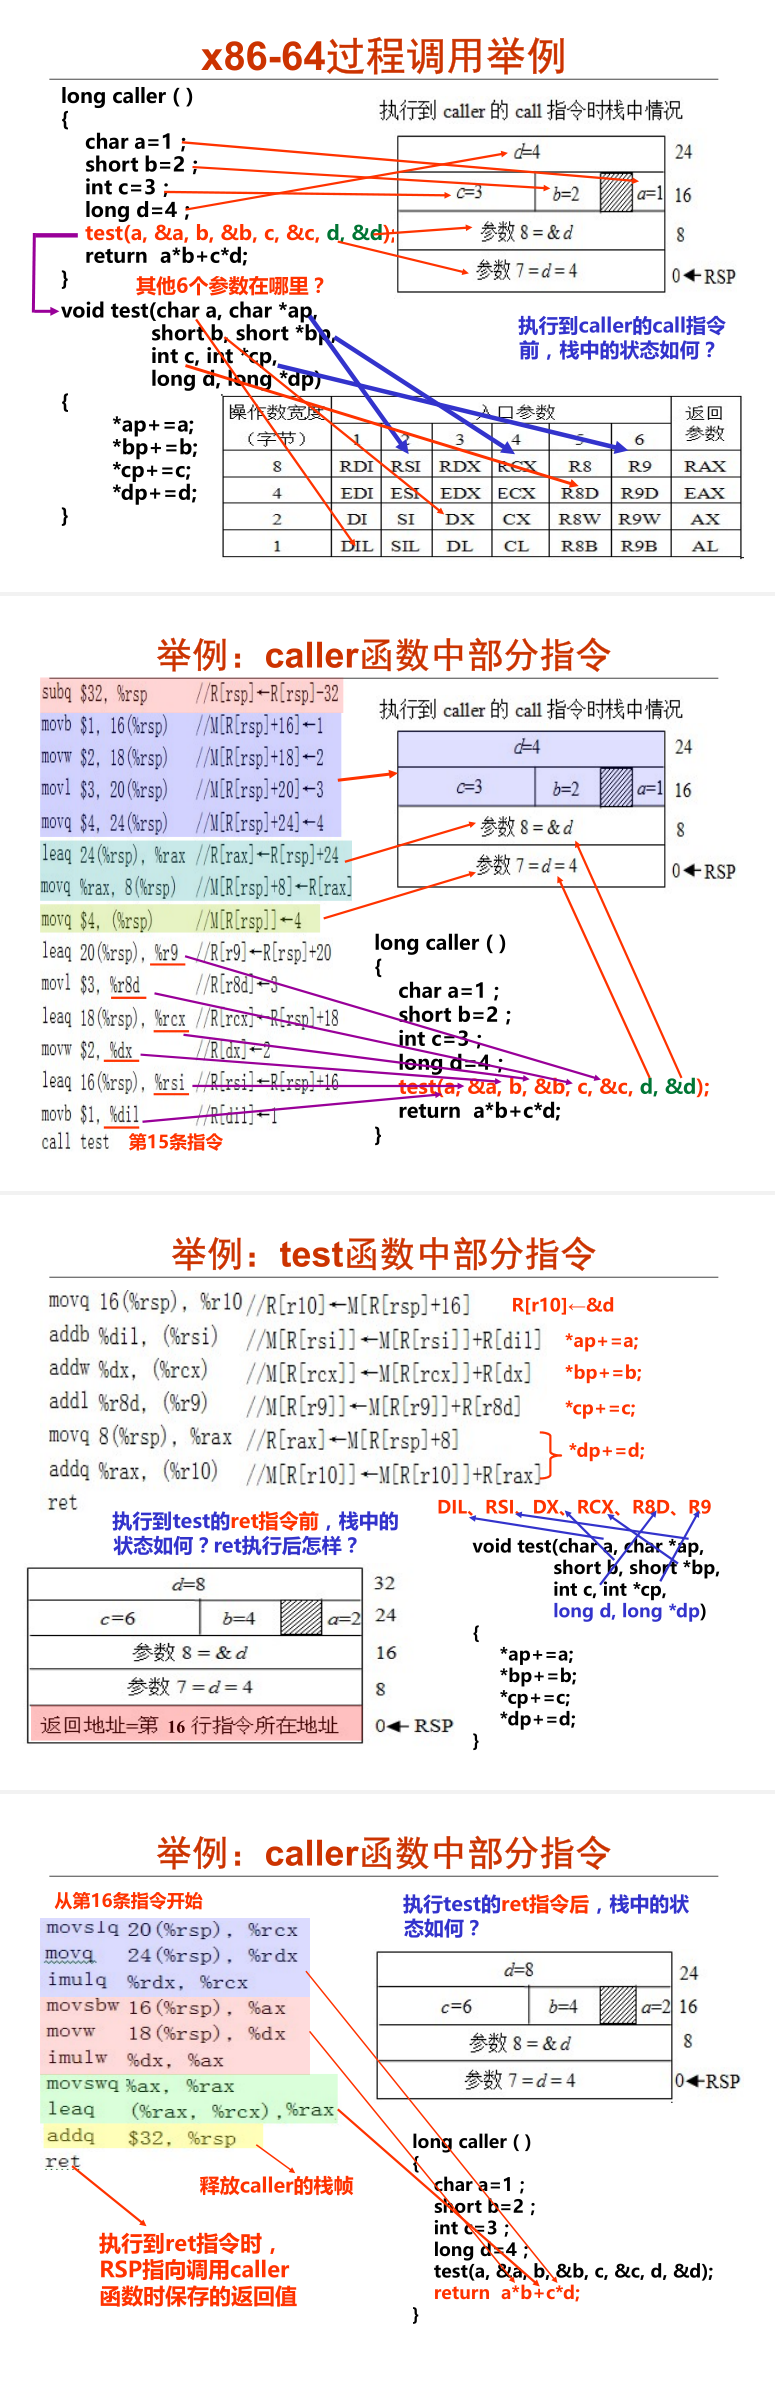 x86-64过程调用举例
long caller ( )
{
char a=1 ;
short b=2 ;
int c=3 ;
long d=4 ;
test(a, &a, b, &b, c, &c, d, &d);
return a*b+c*d;
}
其他6个参数在哪里？
执行到 caller 的 call 指令时栈中情况
d=4 24
c=3 b=2 a=1 16
参数 8 = & d 8
参数 7 = d = 4 0 RSP
执行到caller的call指令
前，栈中的状态如何？
void test(char a, char *ap,
short b, short *bp,
int c, int *cp,
long d, long *dp)
{
*ap+=a;
*bp+=b;
*cp+=c;
*dp+=d;
}
操作数宽度 入口参数 返回
（字节） 1 2 3 4 5 6 参数
8 RDI RSI RDX RCX R8 R9 RAX
4 EDI ESI EDX ECX R8D R9D EAX
2 DI SI DX CX R8W R9W AX
1 DIL SIL DL CL R8B R9B AL
举例：caller函数中部分指令
subq $32, %rsp //R[rsp]←R[rsp]-32
movb $1, 16(%rsp) //M[R[rsp]+16]←1
movw $2, 18(%rsp) //M[R[rsp]+18]←2
movl $3, 20(%rsp) //M[R[rsp]+20]←3
movq $4, 24(%rsp) //M[R[rsp]+24]←4
leaq 24(%rsp), %rax //R[rax]←R[rsp]+24
movq %rax, 8(%rsp) //M[R[rsp]+8]←R[rax]
movq $4, (%rsp) //M[R[rsp]]←4
leaq 20(%rsp), %r9 //R[r9]←R[rsp]+20
movl $3, %r8d //R[r8d]←3
leaq 18(%rsp), %rcx //R[rcx]←R[rsp]+18
movw $2, %dx //R[dx]←2
leaq 16(%rsp), %rsi //R[rsi]←R[rsp]+16
movb $1, %dil //R[dil]←1
call test 第15条指令
执行到 caller 的 call 指令时栈中情况
d=4 24
c=3 b=2 a=1 16
参数 8 = & d 8
参数 7 = d = 4 0 RSP
long caller ( )
{
char a=1 ;
short b=2 ;
int c=3 ;
long d=4 ;
test(a, &a, b, &b, c, &c, d, &d);
return a*b+c*d;
}
举例：test函数中部分指令
movq 16(%rsp), %r10 //R[r10]←M[R[rsp]+16] R[r10]←&d
addb %dil, (%rsi) //M[R[rsi]]←M[R[rsi]]+R[dil] *ap+=a;
addw %dx, (%rcx) //M[R[rcx]]←M[R[rcx]]+R[dx] *bp+=b;
addl %r8d, (%r9) //M[R[r9]]←M[R[r9]]+R[r8d] *cp+=c;
movq 8(%rsp), %rax //R[rax]←M[R[rsp]+8]
*dp+=d;
addq %rax, (%r10) //M[R[r10]]←M[R[r10]]+R[rax]
ret
执行到test的ret指令前，栈中的
状态如何？ret执行后怎样？
d=8 32
c=6 b=4 a=2 24
参数 8 = & d 16
参数 7 = d = 4 8
返回地址=第 16 行指令所在地址 0 RSP
DIL、RSI、DX、RCX、R8D、R9
void test(char a, char *ap,
short b, short *bp,
int c, int *cp,
long d, long *dp)
{
*ap+=a;
*bp+=b;
*cp+=c;
*dp+=d;
}
举例：caller函数中部分指令
从第16条指令开始
movslq 20(%rsp), %rcx
movq 24(%rsp), %rdx
imulq %rdx, %rcx
movsbw 16(%rsp), %ax
movw 18(%rsp), %dx
imulw %dx, %ax
movswq %ax, %rax
leaq (%rax, %rcx),%rax
addq $32, %rsp
ret
释放caller的栈帧
执行到ret指令时，
RSP指向调用caller
函数时保存的返回值
执行test的ret指令后，栈中的状
态如何？
d=8 24
c=6 b=4 a=2 16
参数 8 = & d 8
参数 7 = d = 4 0 RSP
long caller ( )
{
char a=1 ;
short b=2 ;
int c=3 ;
long d=4 ;
test(a, &a, b, &b, c, &c, d, &d);
return a*b+c*d;
}